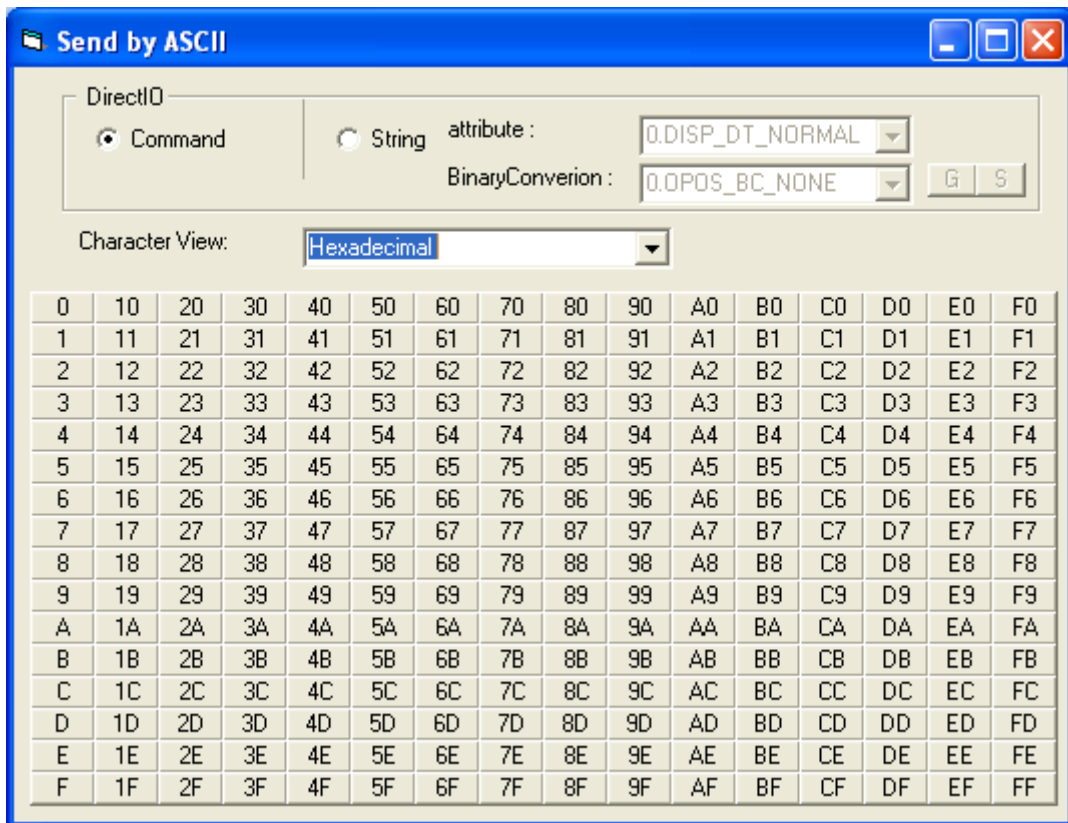 Send by ASCII
DirectIO
Command String attribute : 0.DISP_DT_NORMAL
BinaryConverion : 0.OPOS_BC_NONE G S
Character View: Hexadecimal
0 10 20 30 40 50 60 70 80 90 A0 B0 C0 D0 E0 F0
1 11 21 31 41 51 61 71 81 91 A1 B1 C1 D1 E1 F1
2 12 22 32 42 52 62 72 82 92 A2 B2 C2 D2 E2 F2
3 13 23 33 43 53 63 73 83 93 A3 B3 C3 D3 E3 F3
4 14 24 34 44 54 64 74 84 94 A4 B4 C4 D4 E4 F4
5 15 25 35 45 55 65 75 85 95 A5 B5 C5 D5 E5 F5
6 16 26 36 46 56 66 76 86 96 A6 B6 C6 D6 E6 F6
7 17 27 37 47 57 67 77 87 97 A7 B7 C7 D7 E7 F7
8 18 28 38 48 58 68 78 88 98 A8 B8 C8 D8 E8 F8
9 19 29 39 49 59 69 79 89 99 A9 B9 C9 D9 E9 F9
A 1A 2A 3A 4A 5A 6A 7A 8A 9A AA BA CA DA EA FA
B 1B 2B 3B 4B 5B 6B 7B 8B 9B AB BB CB DB EB FB
C 1C 2C 3C 4C 5C 6C 7C 8C 9C AC BC CC DC EC FC
D 1D 2D 3D 4D 5D 6D 7D 8D 9D AD BD CD DD ED FD
E 1E 2E 3E 4E 5E 6E 7E 8E 9E AE BE CE DE EE FE
F 1F 2F 3F 4F 5F 6F 7F 8F 9F AF BF CF DF EF FF